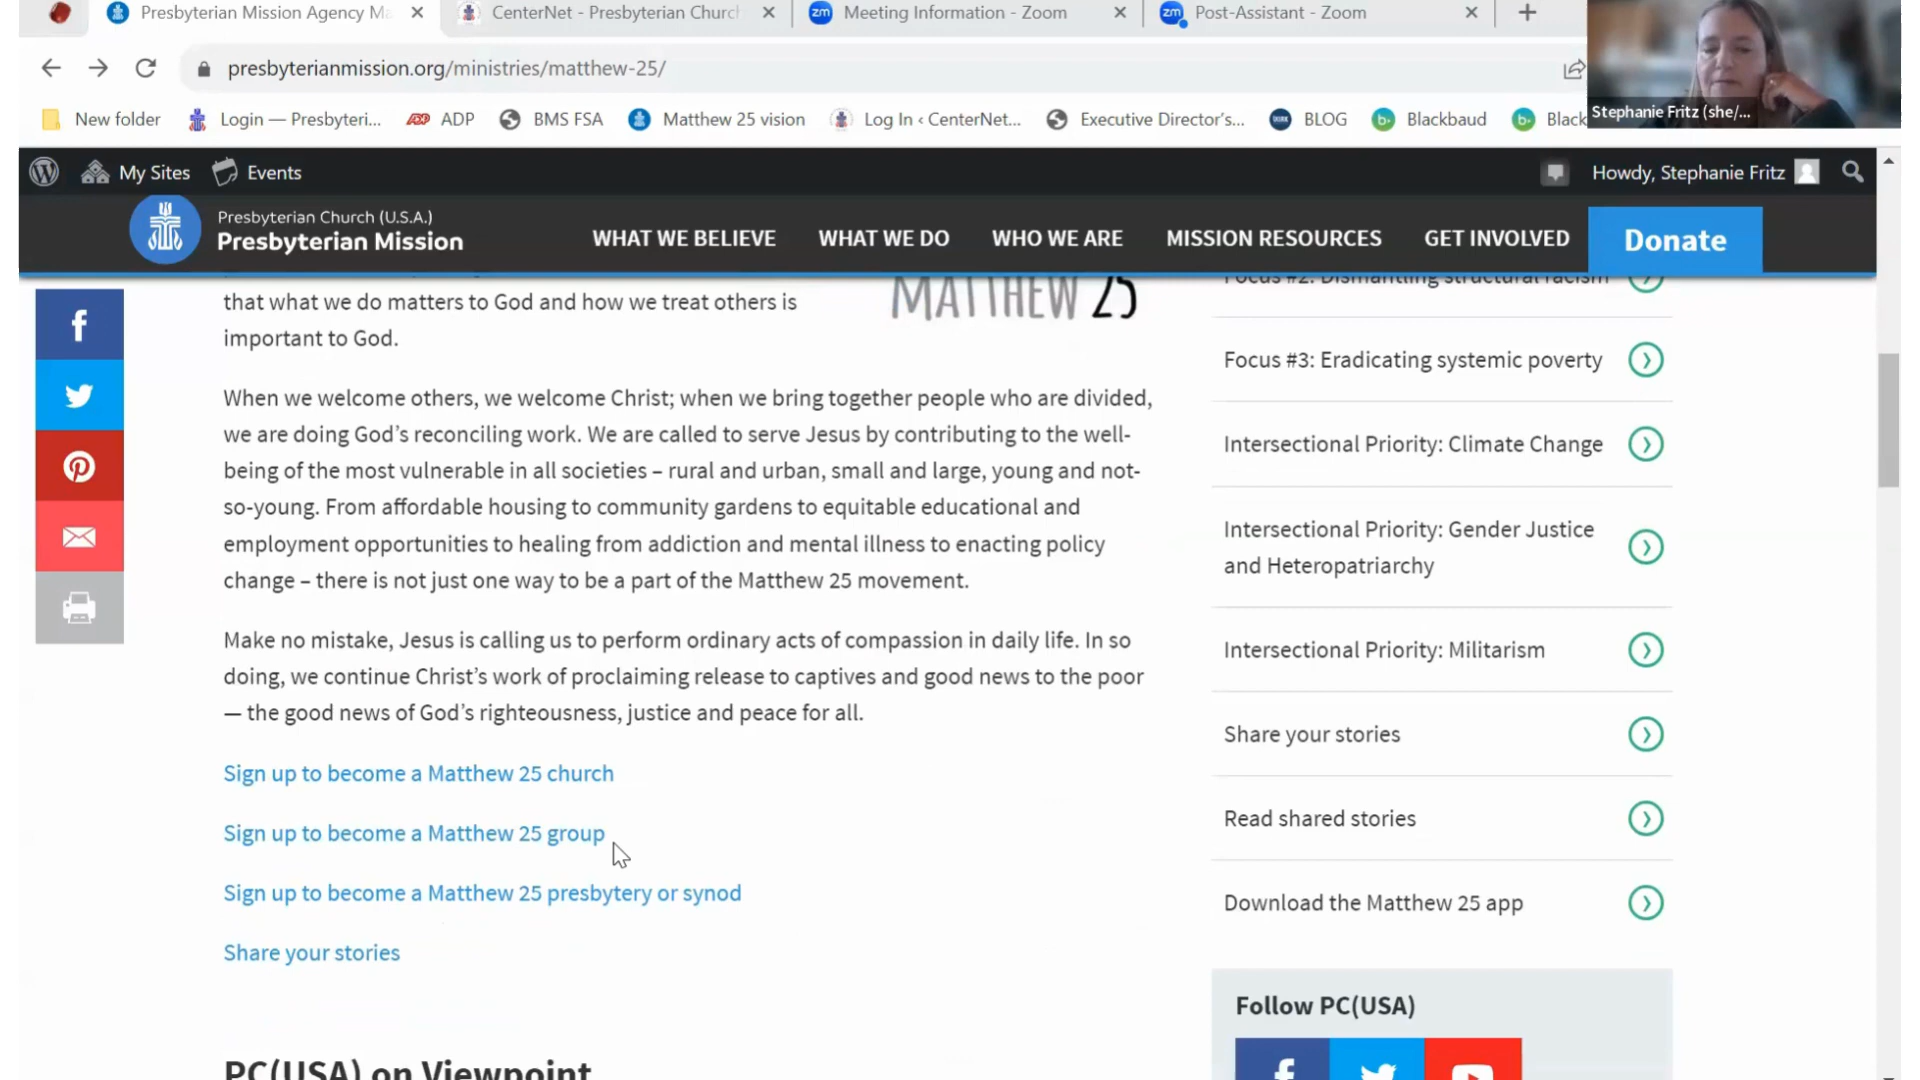 Presbyterian Mission Agency Ma
CenterNet - Presbyterian Church
Meeting Information - Zoom
Post-Assistant - Zoom
presbyterianmission.org/ministries/matthew-25/
New folder
Login — Presbyteri...
ADP
BMS FSA
Matthew 25 vision
Log In ‹ CenterNet...
Executive Director's...
BLOG
Blackbaud
Black
Stephanie Fritz (she/...
My Sites
Events
Howdy, Stephanie Fritz
Presbyterian Church (U.S.A.)
Presbyterian Mission
WHAT WE BELIEVE
WHAT WE DO
WHO WE ARE
MISSION RESOURCES
GET INVOLVED
Donate
that what we do matters to God and how we treat others is
important to God.
MATTHEW 25
When we welcome others, we welcome Christ; when we bring together people who are divided,
we are doing God's reconciling work. We are called to serve Jesus by contributing to the well-
being of the most vulnerable in all societies – rural and urban, small and large, young and not-
so-young. From affordable housing to community gardens to equitable educational and
employment opportunities to healing from addiction and mental illness to enacting policy
change – there is not just one way to be a part of the Matthew 25 movement.
Make no mistake, Jesus is calling us to perform ordinary acts of compassion in daily life. In so
doing, we continue Christ's work of proclaiming release to captives and good news to the poor
— the good news of God's righteousness, justice and peace for all.
Sign up to become a Matthew 25 church
Sign up to become a Matthew 25 group
Sign up to become a Matthew 25 presbytery or synod
Share your stories
PC(USA) on Viewpoint
Focus #2: Dismantling structural racism
Focus #3: Eradicating systemic poverty
Intersectional Priority: Climate Change
Intersectional Priority: Gender Justice
and Heteropatriarchy
Intersectional Priority: Militarism
Share your stories
Read shared stories
Download the Matthew 25 app
Follow PC(USA)